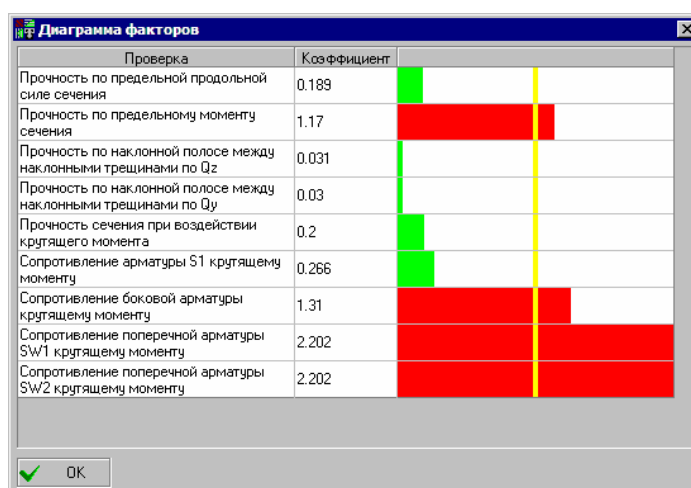 Диаграмма факторов
Проверка Коэффициент
Прочность по предельной продольной
силе сечения
0.189
Прочность по предельному моменту
сечения
1.17
Прочность по наклонной полосе между
наклонными трещинами по Qz
0.031
Прочность по наклонной полосе между
наклонными трещинами по Qy
0.03
Прочность сечения при воздействии
крутящего момента
0.2
Сопротивление арматуры S1 крутящему
моменту
0.266
Сопротивление боковой арматуры
крутящему моменту
1.31
Сопротивление поперечной арматуры
SW1 крутящему моменту
2.202
Сопротивление поперечной арматуры
SW2 крутящему моменту
2.202
OK